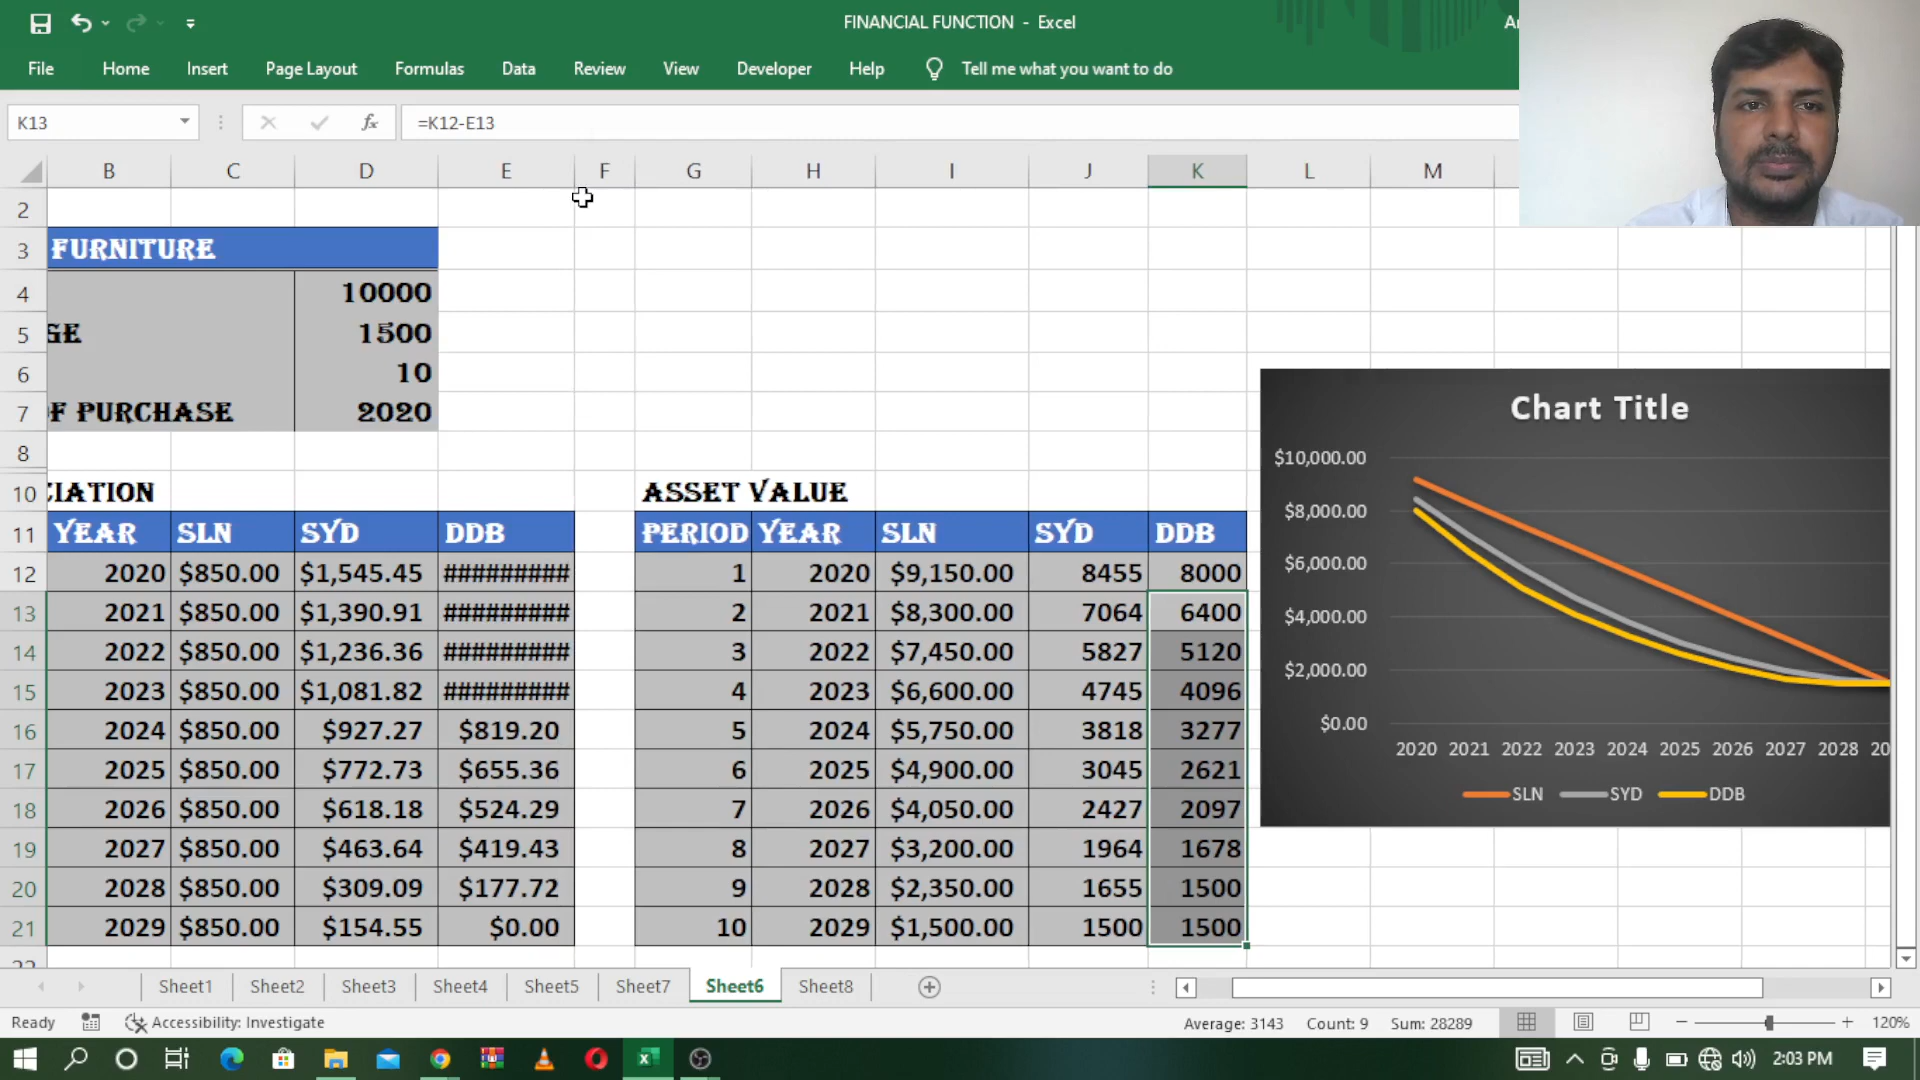 FINANCIAL FUNCTION - Excel
File Home Insert Page Layout Formulas Data Review View Developer Help Tell me what you want to do
K13 fx =K12-E13
B C D E F G H I J K L M
2
3 FURNITURE
4 10000
5 GE 1500
6 10
7 OF PURCHASE 2020
8
10 CIATION ASSET VALUE
11 YEAR SLN SYD DDB PERIOD YEAR SLN SYD DDB
12 2020 $850.00 $1,545.45 ######### 1 2020 $9,150.00 8455 8000
13 2021 $850.00 $1,390.91 ######### 2 2021 $8,300.00 7064 6400
14 2022 $850.00 $1,236.36 ######### 3 2022 $7,450.00 5827 5120
15 2023 $850.00 $1,081.82 ######### 4 2023 $6,600.00 4745 4096
16 2024 $850.00 $927.27 $819.20 5 2024 $5,750.00 3818 3277
17 2025 $850.00 $772.73 $655.36 6 2025 $4,900.00 3045 2621
18 2026 $850.00 $618.18 $524.29 7 2026 $4,050.00 2427 2097
19 2027 $850.00 $463.64 $419.43 8 2027 $3,200.00 1964 1678
20 2028 $850.00 $309.09 $177.72 9 2028 $2,350.00 1655 1500
21 2029 $850.00 $154.55 $0.00 10 2029 $1,500.00 1500 1500
Chart Title
$10,000.00
$8,000.00
$6,000.00
$4,000.00
$2,000.00
$0.00
2020 2021 2022 2023 2024 2025 2026 2027 2028 20
SLN SYD DDB
Sheet1 Sheet2 Sheet3 Sheet4 Sheet5 Sheet7 Sheet6 Sheet8
Ready Accessibility: Investigate Average: 3143 Count: 9 Sum: 28289 120%
2:03 PM